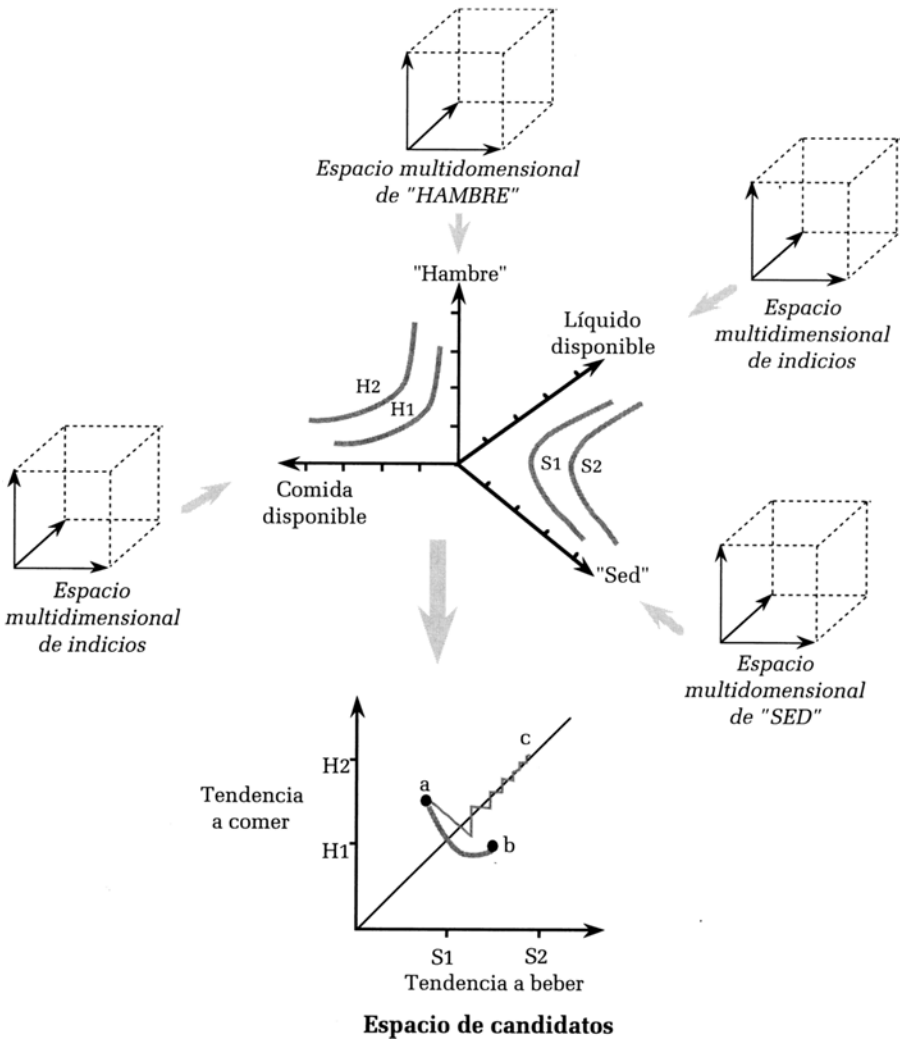 Espacio multidomensional
de "HAMBRE"
"Hambre"
Líquido
disponible
Espacio
multidimensional
de indicios
H2
H1
S1
S2
Comida
disponible
"Sed"
Espacio
multidimensional
de indicios
Espacio
multidomensional
de "SED"
H2
a
c
Tendencia
a comer
H1
b
S1
S2
Tendencia a beber
Espacio de candidatos